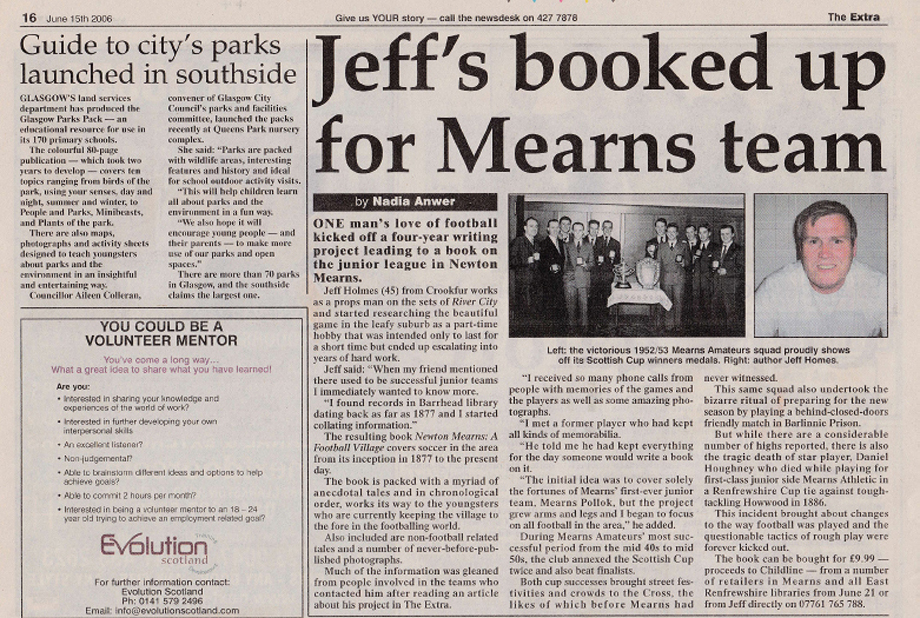 16 June 15th 2006
Give us YOUR story — call the newsdesk on 427 7878
The Extra
Guide to city's parks
launched in southside
GLASGOW'S land services
department has produced the
Glasgow Parks Pack — an
educational resource for use in
its 170 primary schools.
The colourful 80-page
publication — which took two
years to develop — covers ten
topics ranging from birds of the
park, using your senses, day and
night, summer and winter, to
People and Parks, Minibeasts,
and Plants of the park.
There are also maps,
photographs and activity sheets
designed to teach youngsters
about parks and the
environment in an insightful
and entertaining way.
Councillor Aileen Colleran,
convener of Glasgow City
Council's parks and facilities
committee, launched the packs
recently at Queens Park nursery
complex.
She said: "Parks are packed
with wildlife areas, interesting
features and history and ideal
for school outdoor activity visits.
"This will help children learn
all about parks and the
environment in a fun way.
"We also hope it will
encourage young people — and
their parents — to make more
use of our parks and open
spaces."
There are more than 70 parks
in Glasgow, and the southside
claims the largest one.
YOU COULD BE A
VOLUNTEER MENTOR
You've come a long way...
What a great idea to share what you have learned!
Are you:
• Interested in sharing your knowledge and
experiences of the world of work?
• Interested in further developing your own
interpersonal skills
• An excellent listener?
• Non-judgemental?
• Able to brainstorm different ideas and options to help
achieve goals?
• Able to commit 2 hours per month?
• Interested in being a volunteer mentor to an 18 – 24
year old trying to achieve an employment related goal?
Evolution
scotland
For further information contact:
Evolution Scotland
Ph: 0141 579 2496
Email: info@evolutionscotland.com
Jeff's booked up
for Mearns team
by Nadia Anwer
ONE man's love of football
kicked off a four-year writing
project leading to a book on
the junior league in Newton
Mearns.
Jeff Holmes (45) from Crookfur works
as a props man on the sets of River City
and started researching the beautiful
game in the leafy suburb as a part-time
hobby that was intended only to last for
a short time but ended up escalating into
years of hard work.
Jeff said: "When my friend mentioned
there used to be successful junior teams
I immediately wanted to know more.
"I found records in Barrhead library
dating back as far as 1877 and I started
collating information."
The resulting book Newton Mearns: A
Football Village covers soccer in the area
from its inception in 1877 to the present
day.
The book is packed with a myriad of
anecdotal tales and in chronological
order, works its way to the youngsters
who are currently keeping the village to
the fore in the footballing world.
Also included are non-football related
tales and a number of never-before-pub-
lished photographs.
Much of the information was gleaned
from people involved in the teams who
contacted him after reading an article
about his project in The Extra.
Left: the victorious 1952/53 Mearns Amateurs squad proudly shows
off its Scottish Cup winners medals. Right: author Jeff Homes.
"I received so many phone calls from
people with memories of the games and
the players as well as some amazing pho-
tographs.
"I met a former player who had kept
all kinds of memorabilia.
"He told me he had kept everything
for the day someone would write a book
on it.
"The initial idea was to cover solely
the fortunes of Mearns' first-ever junior
team, Mearns Pollok, but the project
grew arms and legs and I began to focus
on all football in the area," he added.
During Mearns Amateurs' most suc-
cessful period from the mid 40s to mid
50s, the club annexed the Scottish Cup
twice and also beat finalists.
Both cup successes brought street fes-
tivities and crowds to the Cross, the
likes of which before Mearns had
never witnessed.
This same squad also undertook the
bizarre ritual of preparing for the new
season by playing a behind-closed-doors
friendly match in Barlinnie Prison.
But while there are a considerable
number of highs reported, there is also
the tragic death of star player, Daniel
Houghney who died while playing for
first-class junior side Mearns Athletic in
a Renfrewshire Cup tie against tough-
tackling Howwood in 1886.
This incident brought about changes
to the way football was played and the
questionable tactics of rough play were
forever kicked out.
The book can be bought for £9.99 —
proceeds to Childline — from a number
of retailers in Mearns and all East
Renfrewshire libraries from June 21 or
from Jeff directly on 07761 765 788.